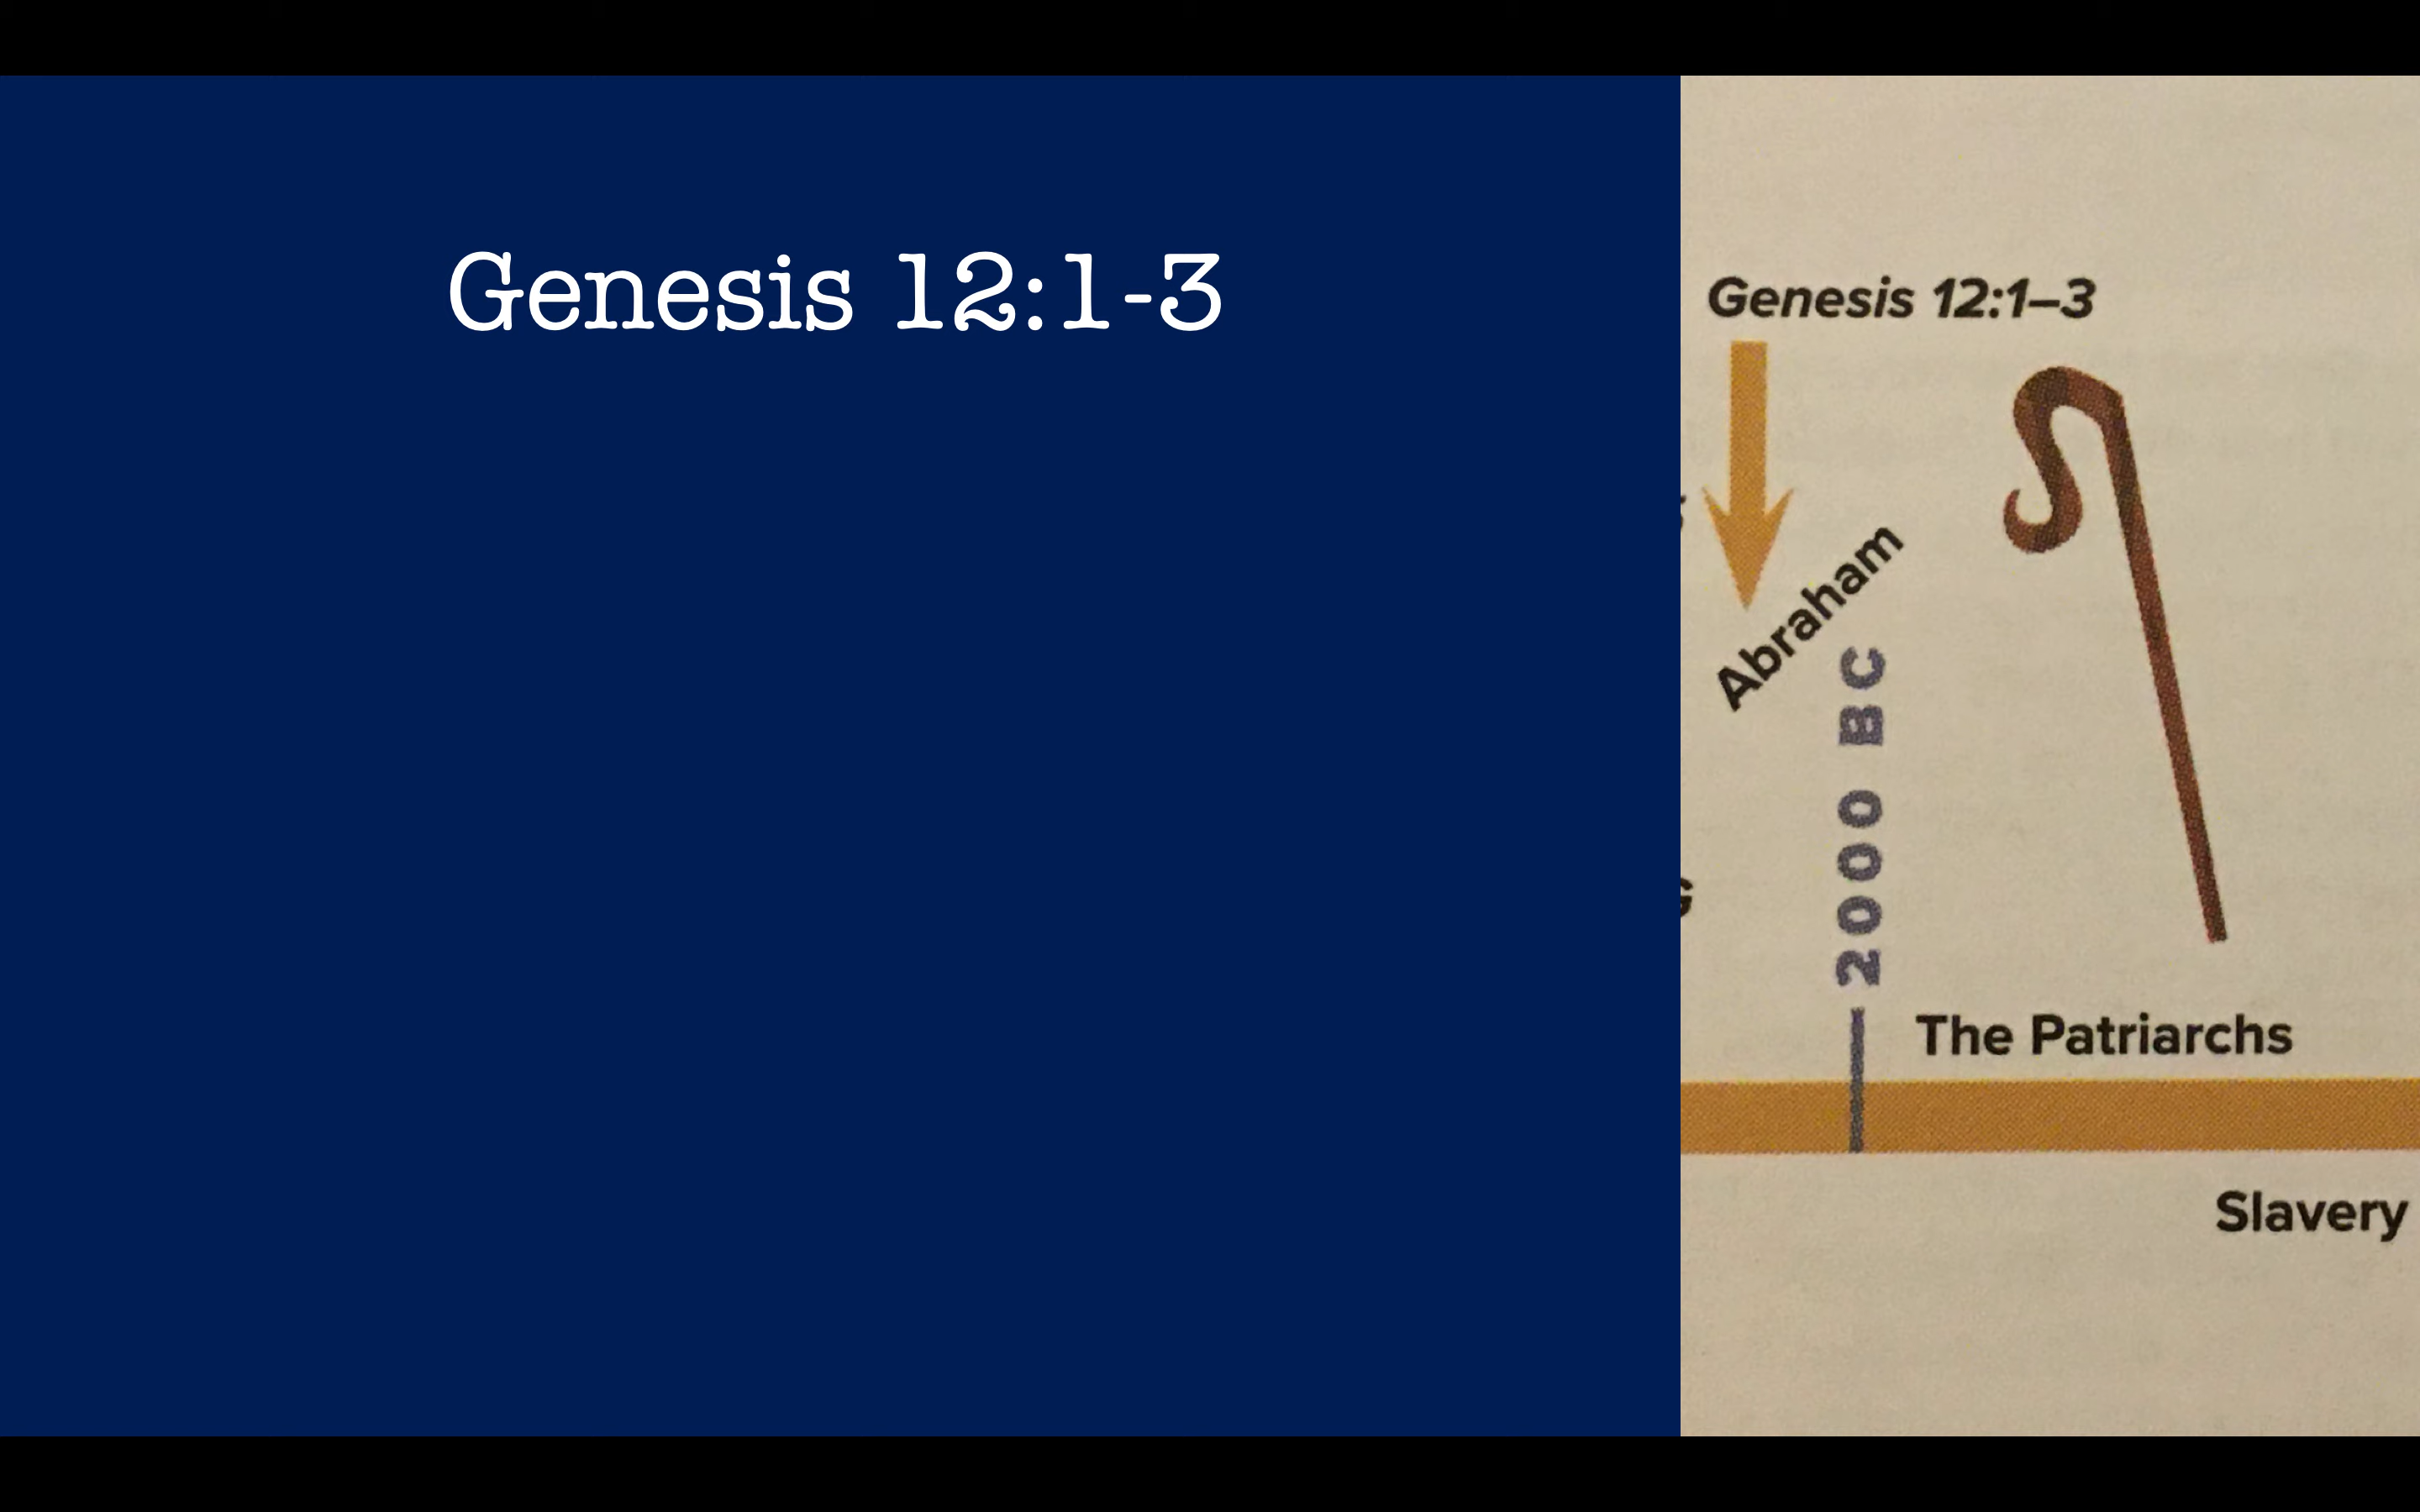 Genesis 12:1-3
Genesis 12:1–3
Abraham
2000 BC
The Patriarchs
Slavery